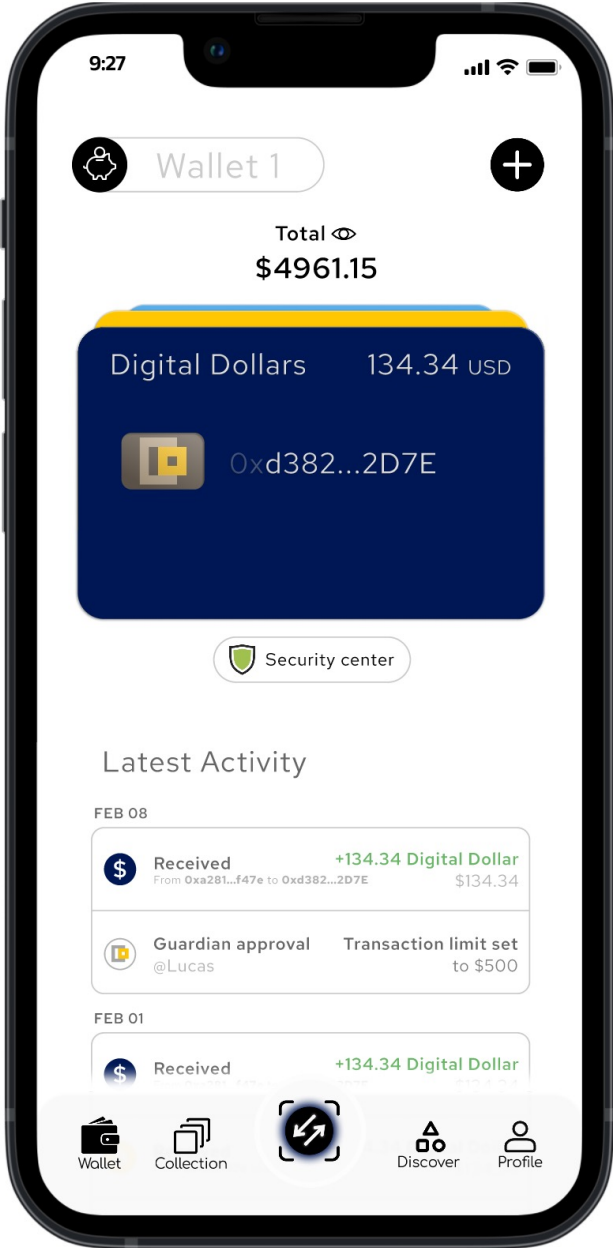 9:27
Wallet 1
Total
$4961.15
Digital Dollars 134.34 USD
0xd382...2D7E
Security center
Latest Activity
FEB 08
Received +134.34 Digital Dollar
From 0xa281...f47e to 0xd382...2D7E $134.34
Guardian approval Transaction limit set
@Lucas to $500
FEB 01
Received +134.34 Digital Dollar
Wallet Collection Discover Profile